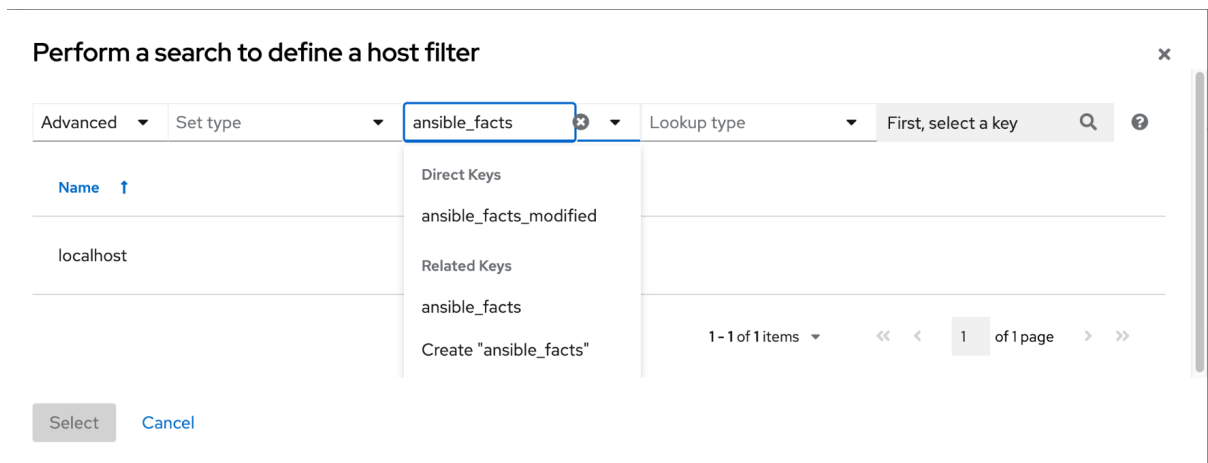 Perform a search to define a host filter
Advanced Set type ansible_facts Lookup type First, select a key
Direct Keys
Name
ansible_facts_modified
localhost
Related Keys
ansible_facts
1 - 1 of 1 items 1 of 1 page
Create "ansible_facts"
Select Cancel